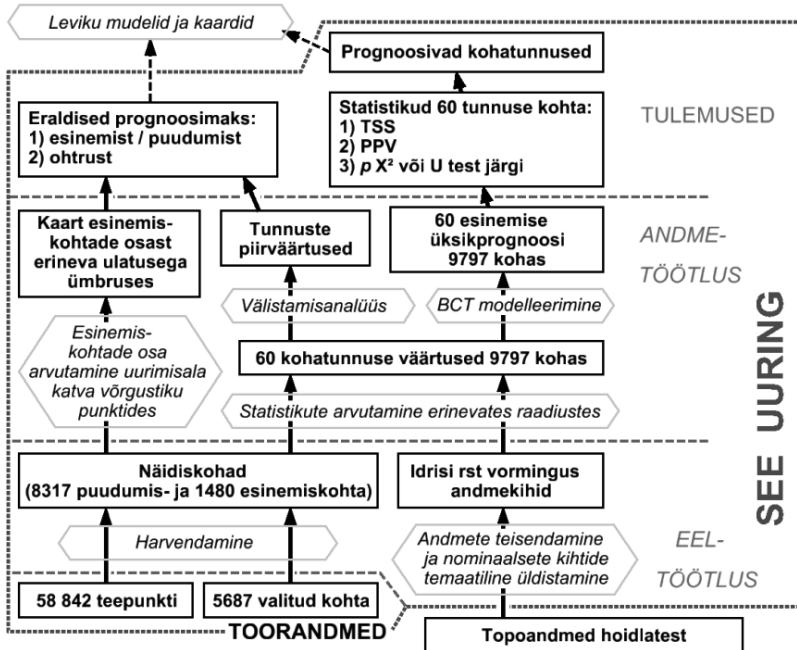 Leviku mudelid ja kaardid
Prognoosivad kohatunnused
Eraldised prognoosimaks:
1) esinemist / puudumist
2) ohtrust
Statistikud 60 tunnuse kohta:
1) TSS
2) PPV
3) p X² või U test järgi)
TULEMUSED
Kaart esinemis-
kohtade osast
erineva ulatusega
ümbruses
Tunnuste
piirväärtused
60 esinemise
üksikprognoosi
9797 kohas
ANDME-
TÖÖTLUS
Välistamisanalüüs
BCT modelleerimine
Esinemis-
kohtade osa
arvutamine uurimisala
katva võrgustiku
punktides
60 kohatunnuse väärtused 9797 kohas
Statistikute arvutamine erinevates raadiustes
SEE UURING
Näidiskohad
(8317 puudumis- ja 1480 esinemiskohta)
Idrisi rst vormingus
andmekihid
Harvendamine
Andmete teisendamine
ja nominaalsete kihtide
temaatiline üldistamine
EEL-
TÖÖTLUS
58 842 teepunkti
5687 valitud kohta
TOORANDMED
Topoandmed hoidlatest